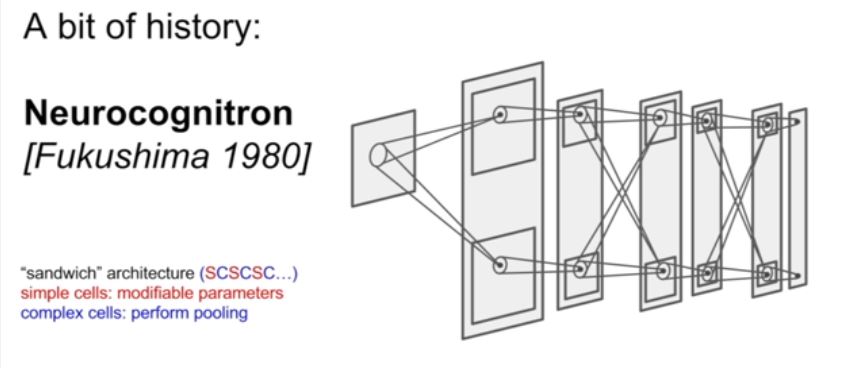 A bit of history:
Neurocognitron
[Fukushima 1980]
“sandwich” architecture (SCSCSC…)
simple cells: modifiable parameters
complex cells: perform pooling